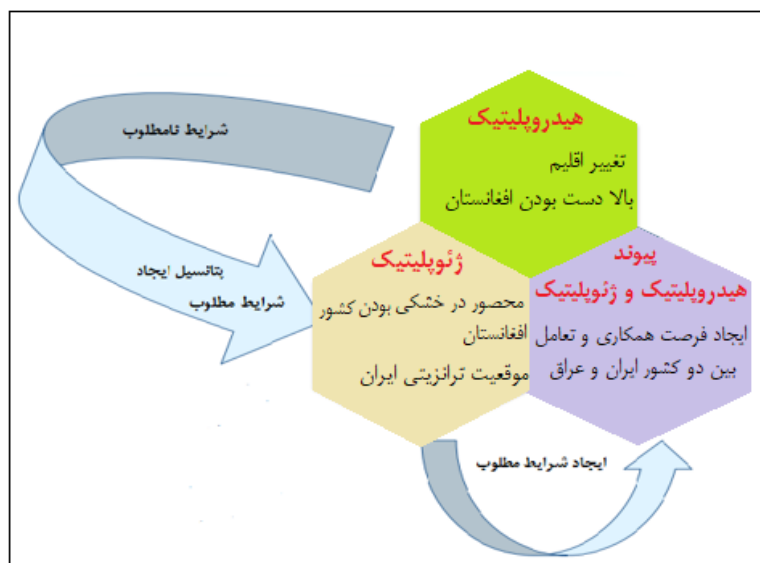 هیدروپلیتیک
تغییر اقلیم
بالا دست بودن افغانستان
شرایط نامطلوب
پتانسیل ایجاد
شرایط مطلوب
ژئوپلیتیک
محصور در خشکی بودن کشور
افغانستان
موقعیت ترانزیتی ایران
پیوند
هیدروپلیتیک و ژئوپلیتیک
ایجاد فرصت همکاری و تعامل
بین دو کشور ایران و عراق
ایجاد شرایط مطلوب